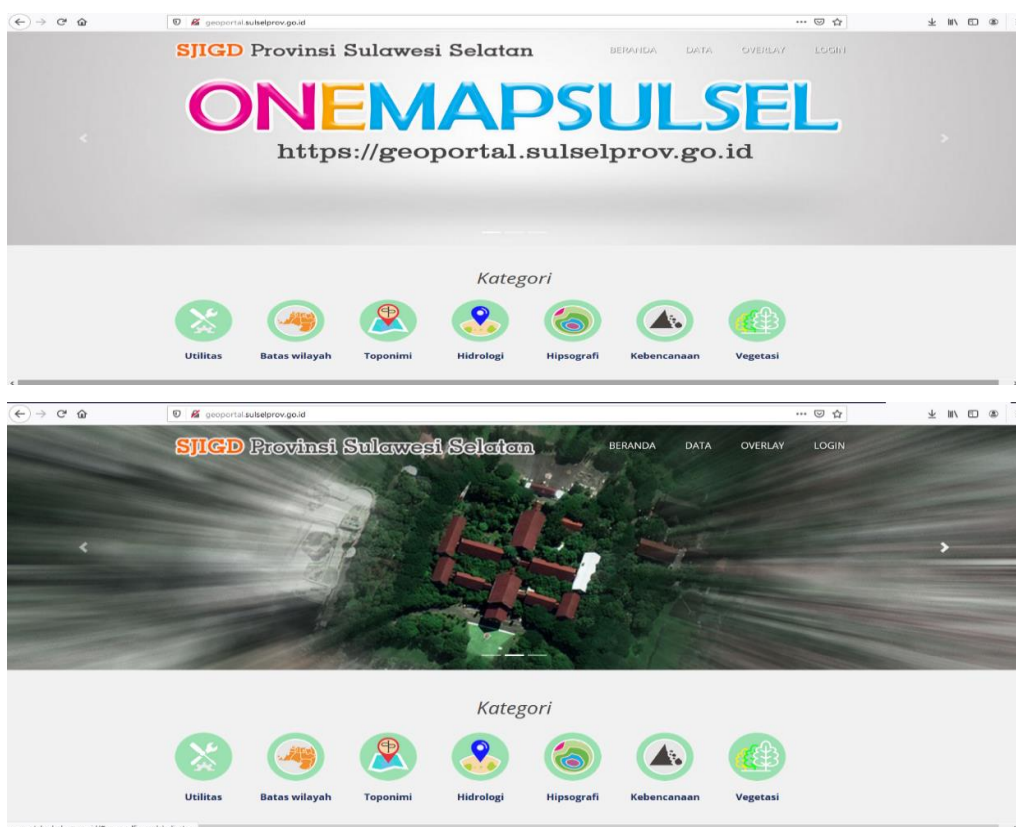 geoportal.sulselprov.go.id
SJIGD Provinsi Sulawesi Selatan
BERANDA DATA OVERLAY LOGIN
ONEMAPSULSEL
https://geoportal.sulselprov.go.id
Kategori
Utilitas Batas wilayah Toponimi Hidrologi Hipsografi Kebencanaan Vegetasi
geoportal.sulselprov.go.id
SJIGD Provinsi Sulawesi Selatan
BERANDA DATA OVERLAY LOGIN
Kategori
Utilitas Batas wilayah Toponimi Hidrologi Hipsografi Kebencanaan Vegetasi